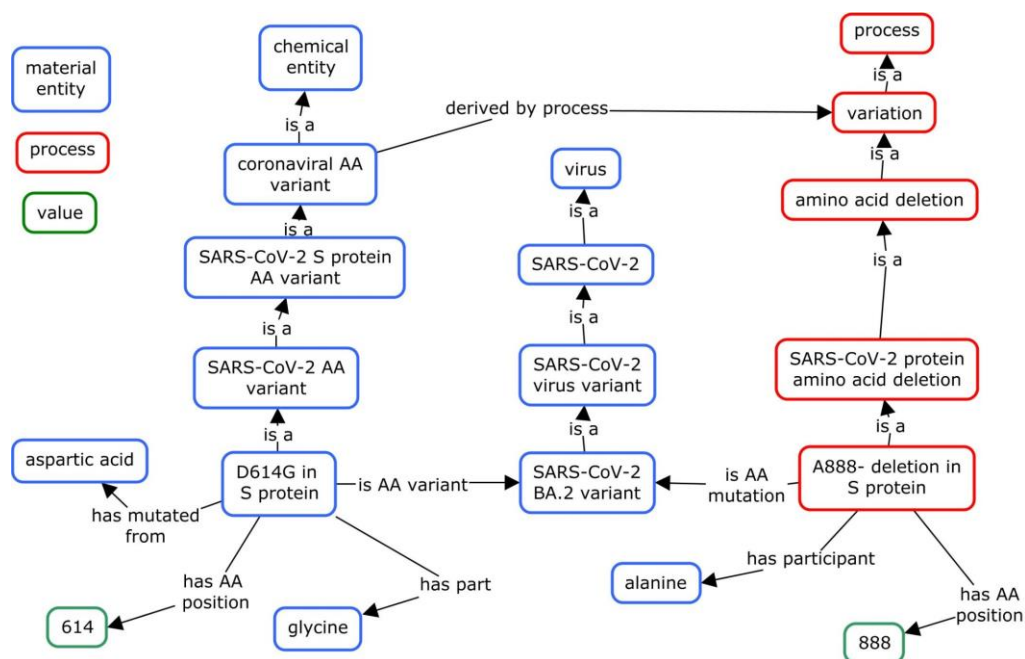 material
entity
process
value
chemical
entity
is a
coronaviral AA
variant
is a
SARS-CoV-2 S protein
AA variant
is a
SARS-CoV-2 AA
variant
is a
D614G in
S protein
aspartic acid
has mutated
from
has AA
position
614
has part
glycine
is AA variant
derived by process
virus
is a
SARS-CoV-2
is a
SARS-CoV-2
virus variant
is a
SARS-CoV-2
BA.2 variant
process
is a
variation
is a
amino acid deletion
is a
SARS-CoV-2 protein
amino acid deletion
is a
A888- deletion in
S protein
is AA
mutation
has participant
alanine
has AA
position
888